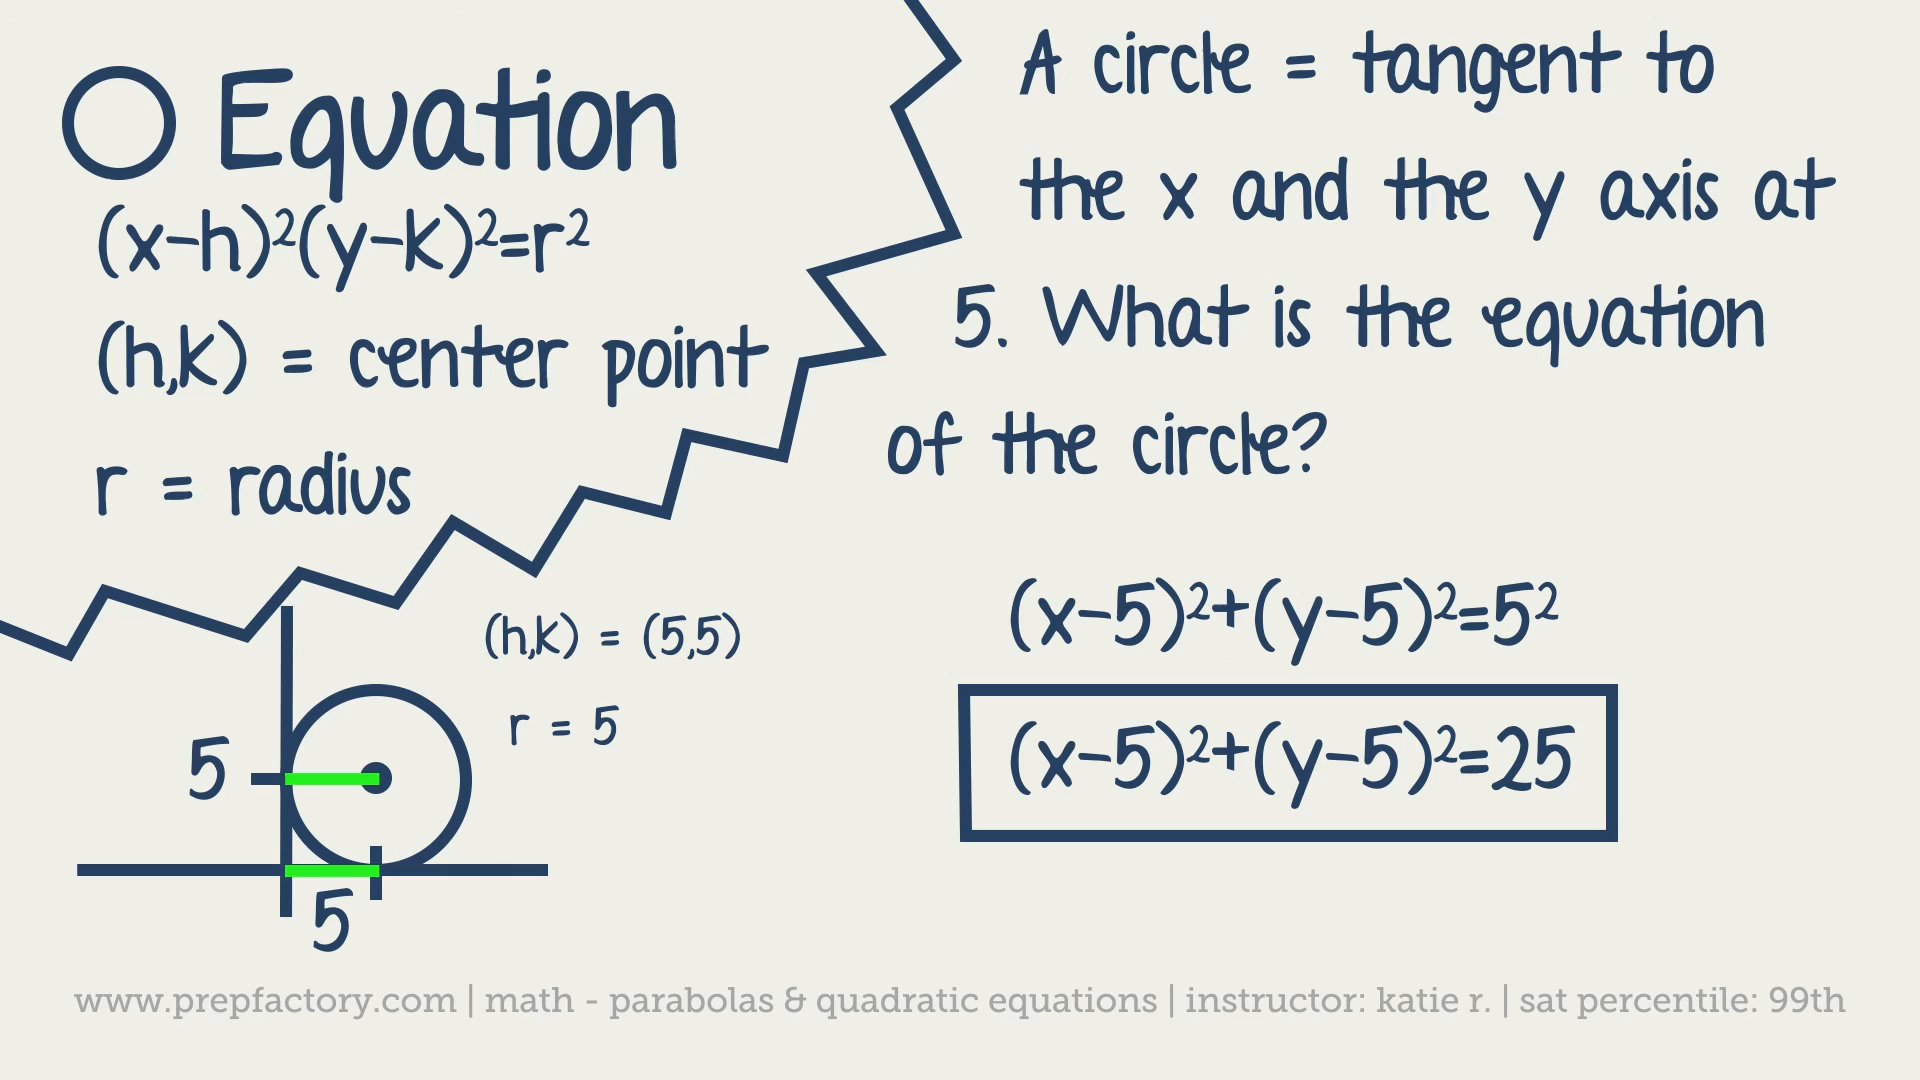 Equation
(x-h)²(y-k)²=r²
(h,k) = center point
r = radius
A circle = tangent to
the x and the y axis at
5. What is the equation
of the circle?
(h,k) = (5,5)
r = 5
5
5
(x-5)²+(y-5)²=5²
(x-5)²+(y-5)²=25
www.prepfactory.com | math - parabolas & quadratic equations | instructor: katie r. | sat percentile: 99th